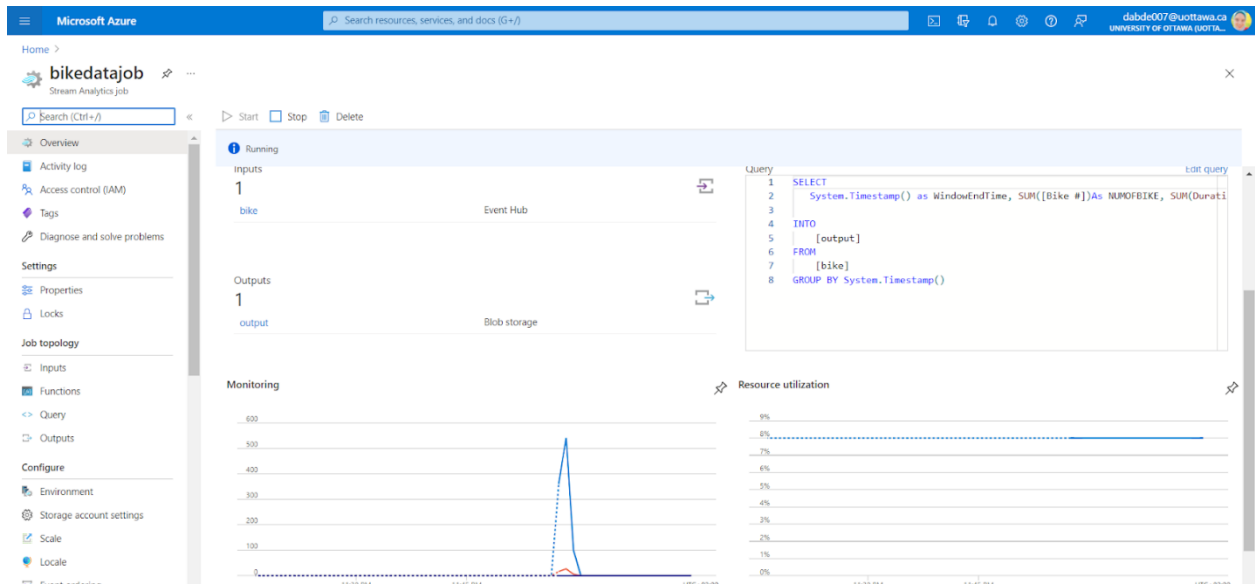 Microsoft Azure
Search resources, services, and docs (G+/)
dabde007@uottawa.ca
UNIVERSITY OF OTTAWA (UOTTA...
Home >
bikedatajob
Stream Analytics job
Search (Ctrl+/)
Start Stop Delete
Overview
Activity log
Access control (IAM)
Tags
Diagnose and solve problems
Settings
Properties
Locks
Job topology
Inputs
Functions
Query
Outputs
Configure
Environment
Storage account settings
Scale
Locale
Event ordering
Running
Inputs
1
bike Event Hub
Outputs
1
output Blob storage
Query Edit query
1 SELECT
2 System.Timestamp() as WindowEndTime, SUM([Bike #])As NUMOFBIKE, SUM(Durati
3
4 INTO
5 [output]
6 FROM
7 [bike]
8 GROUP BY System.Timestamp()
Monitoring
600
500
400
300
200
100
0
Resource utilization
9%
8%
7%
6%
5%
4%
3%
2%
1%
0%